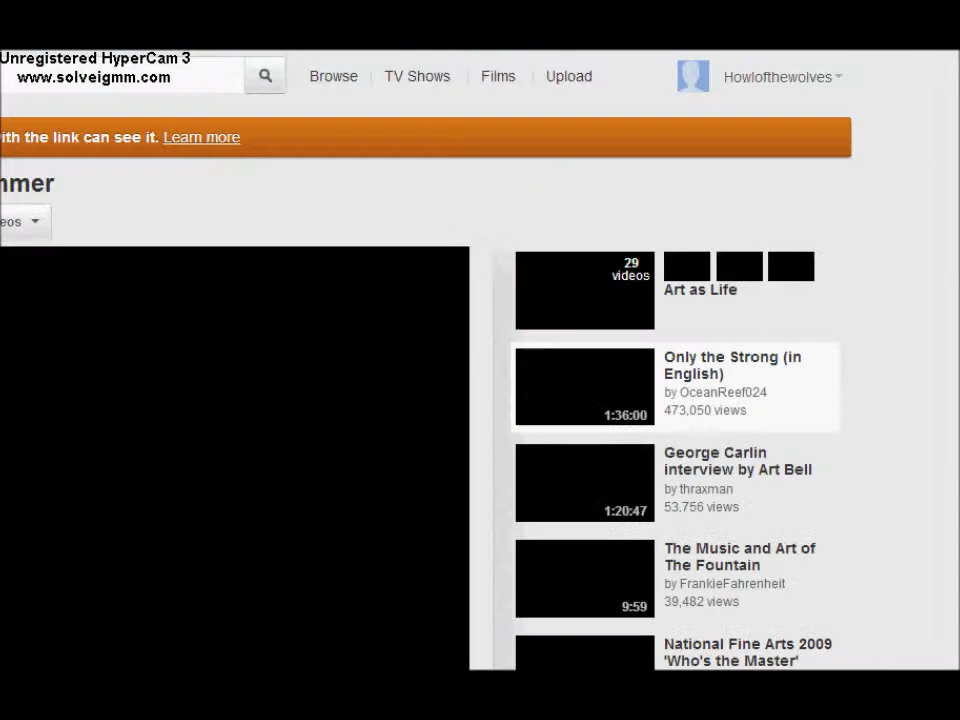 Unregistered HyperCam 3
www.solveigmm.com
Browse
TV Shows
Films
Upload
Howlofthewolves
with the link can see it. Learn more
mmer
eos
29
videos
Art as Life
Only the Strong (in
English)
by OceanReef024
473,050 views
1:36:00
George Carlin
interview by Art Bell
by thraxman
53,756 views
1:20:47
The Music and Art of
The Fountain
by FrankieFahrenheit
39,482 views
9:59
National Fine Arts 2009
'Who's the Master'